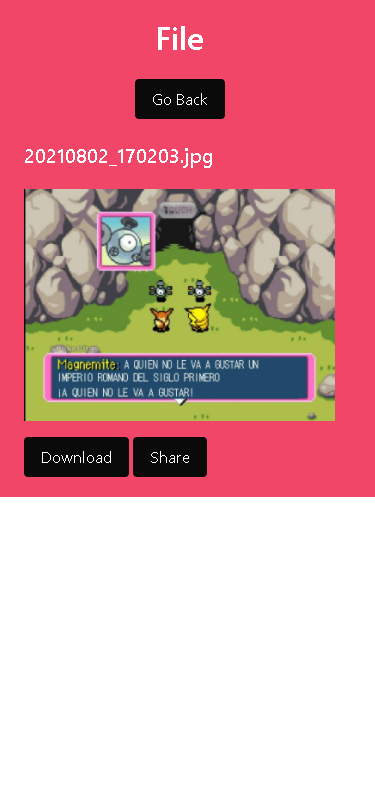 File
Go Back
20210802_170203.jpg
TOUCH
Magnemite: A QUIEN NO LE VA A GUSTAR UN
IMPERIO ROMANO DEL SIGLO PRIMERO
¡A QUIEN NO LE VA A GUSTAR!
Download Share